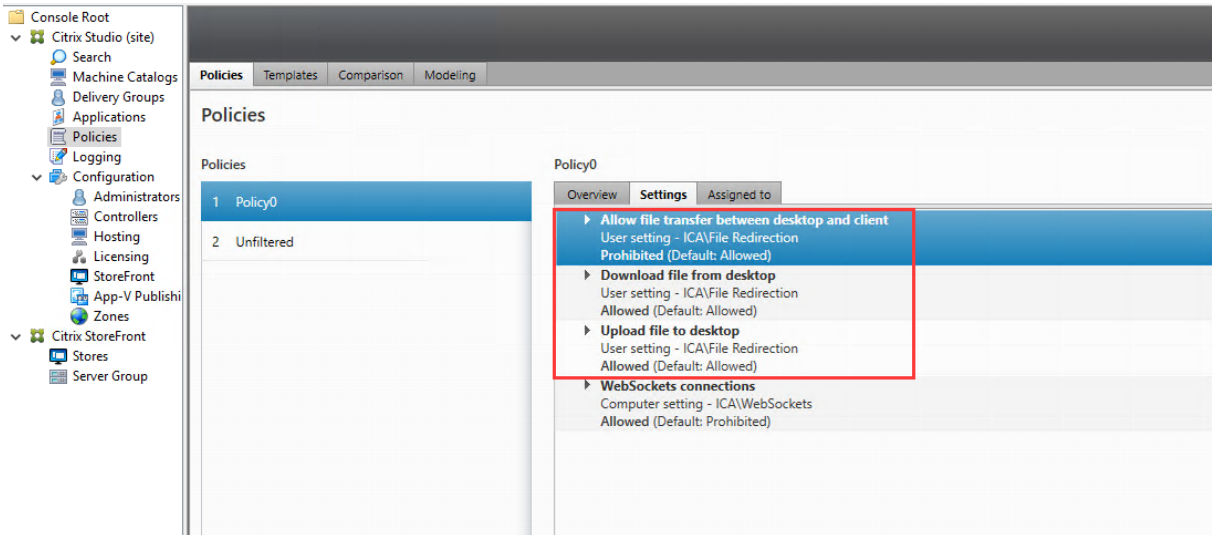 Console Root
Citrix Studio (site)
Search
Machine Catalogs
Delivery Groups
Applications
Policies
Logging
Configuration
Administrators
Controllers
Hosting
Licensing
StoreFront
App-V Publishi
Zones
Citrix StoreFront
Stores
Server Group
Policies Templates Comparison Modeling
Policies
Policies
1 Policy0
2 Unfiltered
Policy0
Overview Settings Assigned to
Allow file transfer between desktop and client
User setting - ICA\File Redirection
Prohibited (Default: Allowed)
Download file from desktop
User setting - ICA\File Redirection
Allowed (Default: Allowed)
Upload file to desktop
User setting - ICA\File Redirection
Allowed (Default: Allowed)
WebSockets connections
Computer setting - ICA\WebSockets
Allowed (Default: Prohibited)